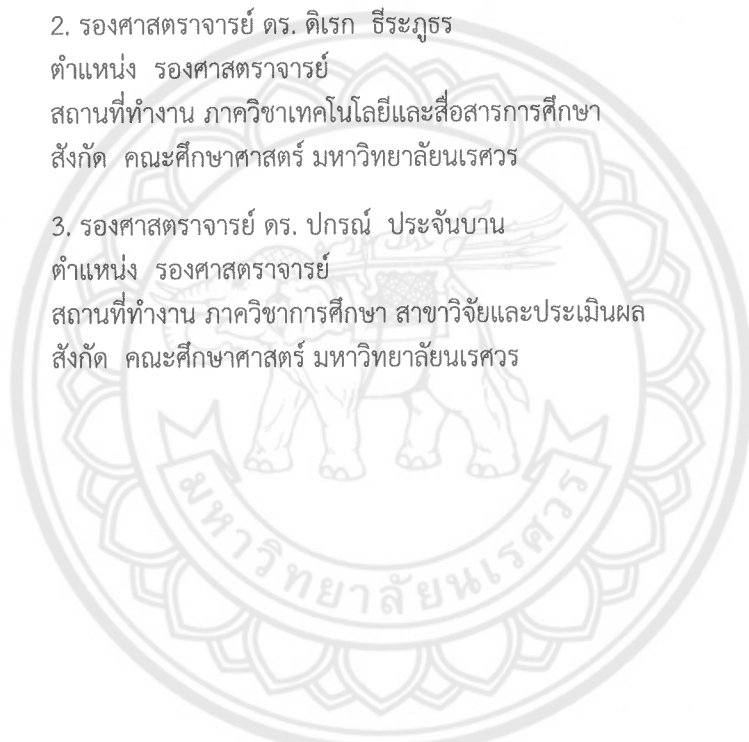 2. รองศาสตราจารย์ ดร. ดิเรก  ธีระภูธร
ตำแหน่ง  รองศาสตราจารย์
สถานที่ทำงาน ภาควิชาเทคโนโลยีและสื่อสารการศึกษา
สังกัด  คณะศึกษาศาสตร์ มหาวิทยาลัยนเรศวร
3. รองศาสตราจารย์ ดร. ปกรณ์  ประจันบาน
ตำแหน่ง  รองศาสตราจารย์
สถานที่ทำงาน ภาควิชาการศึกษา สาขาวิจัยและประเมินผล
สังกัด  คณะศึกษาศาสตร์ มหาวิทยาลัยนเรศวร
มหาวิทยาลัยนเรศวร